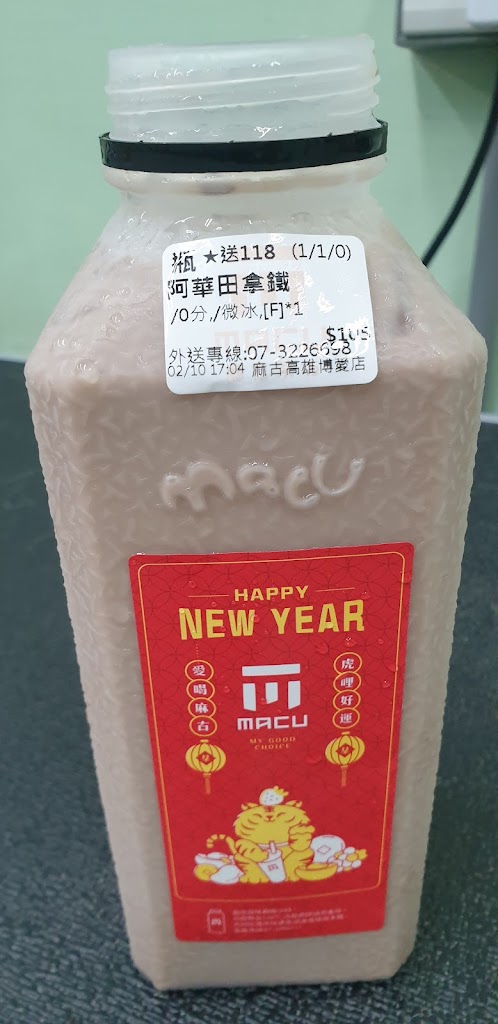 瓶 ★送118 (1/1/0)
阿華田拿鐵
/0分,/微冰,[F]*1
$105
外送專線:07-3226698
02/10 17:04 麻古高雄博愛店
macu
HAPPY
NEW YEAR
愛喝麻古
虎哩好運
MACU
MY GOOD
CHOICE